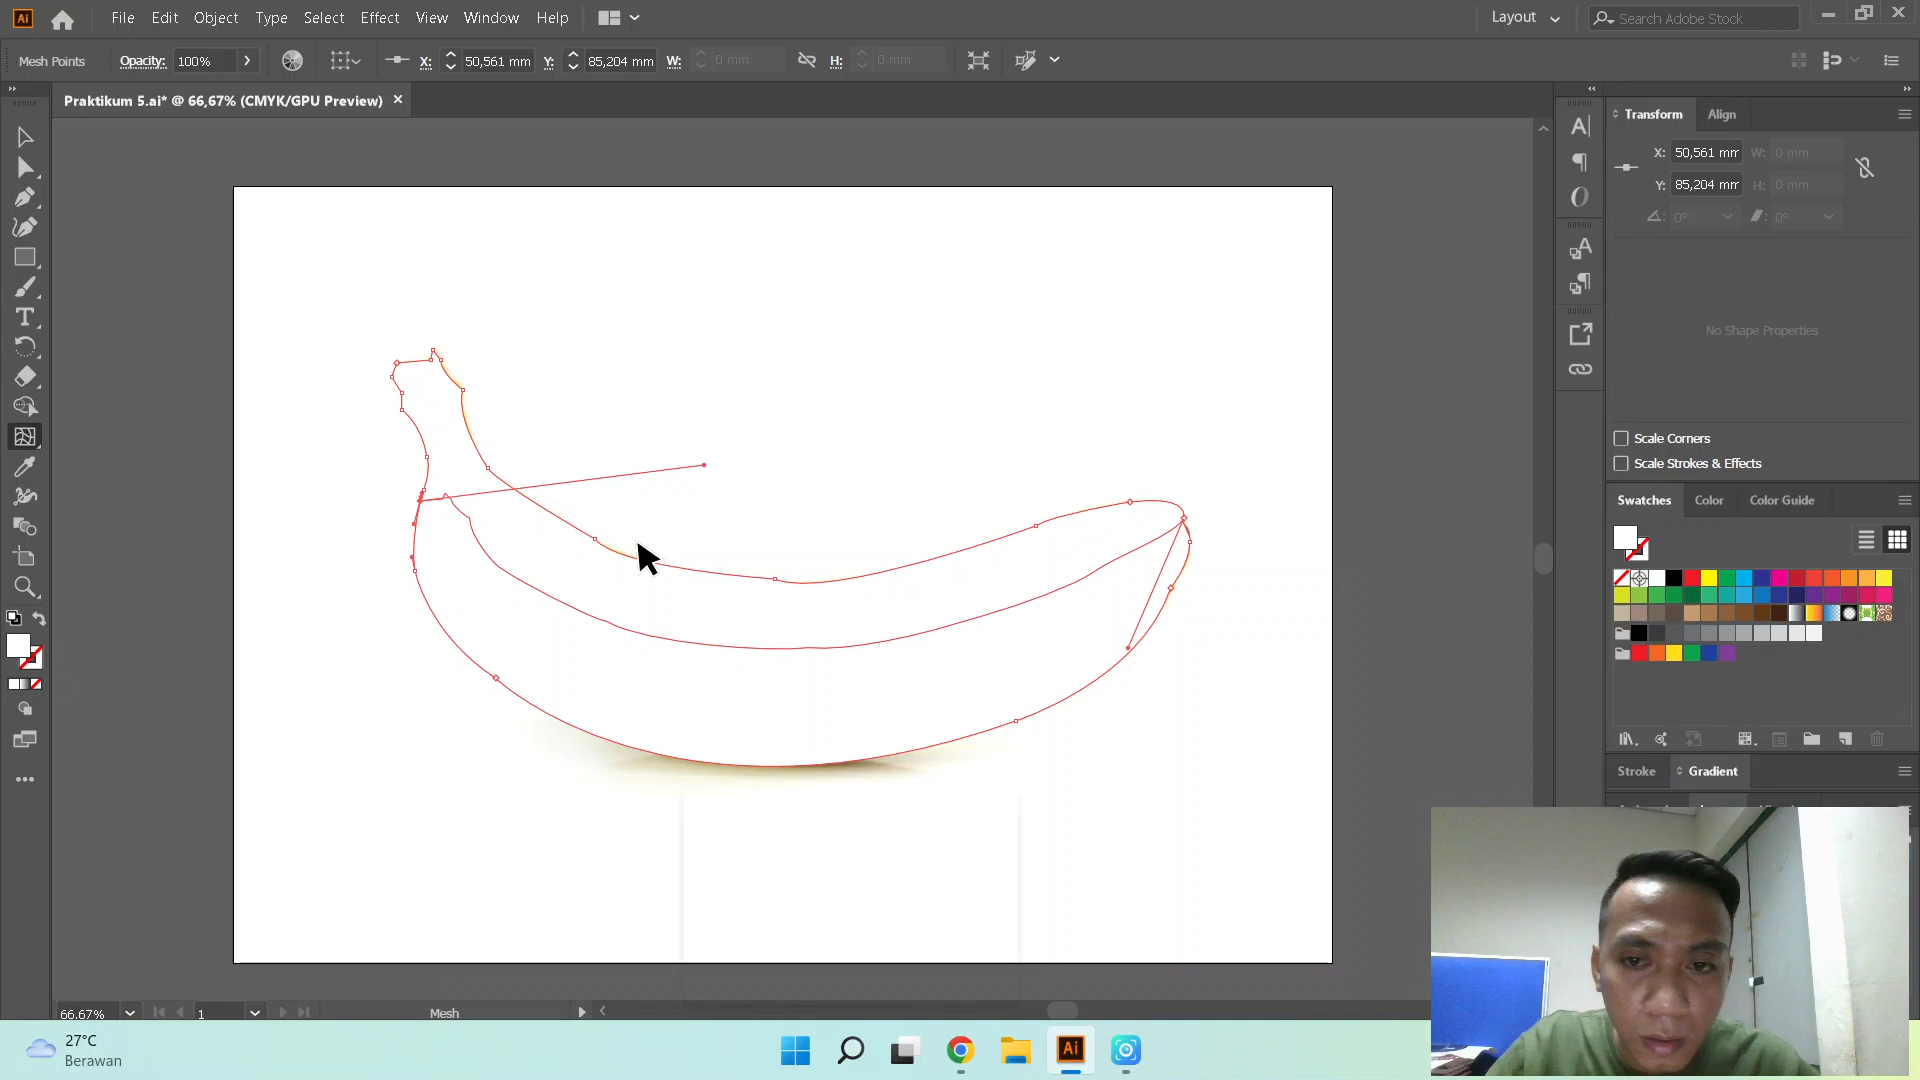 Ai File Edit Object Type Select Effect View Window Help Layout Search Adobe Stock
Mesh Points Opacity: 100% X: 50,561 mm Y: 85,204 mm W: 0 mm H: 0 mm
Praktikum 5.ai* @ 66,67% (CMYK/GPU Preview)
Transform Align
X: 50,561 mm W: 0 mm
Y: 85,204 mm H: 0 mm
0° 0°
No Shape Properties
Scale Corners
Scale Strokes & Effects
Swatches Color Color Guide
Stroke Gradient
66,67% 1 Mesh
27°C
Berawan
Ai